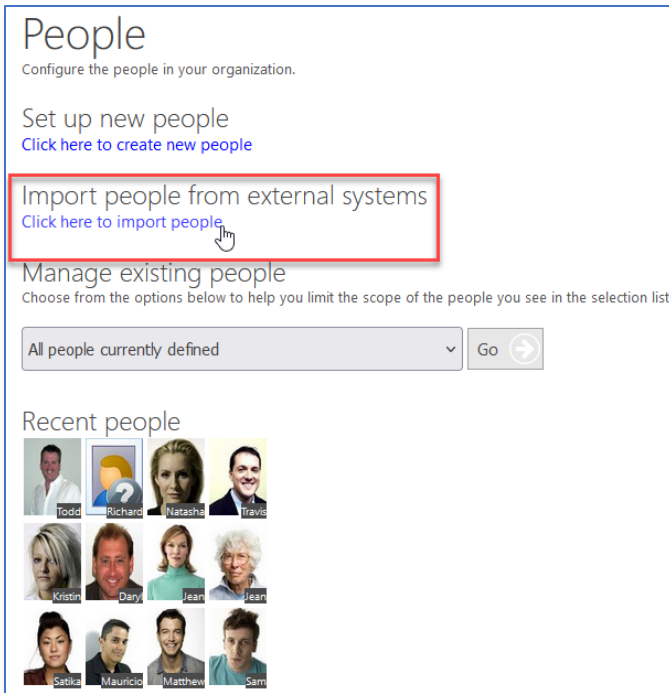 People
Configure the people in your organization.
Set up new people
Click here to create new people
Import people from external systems
Click here to import people
Manage existing people
Choose from the options below to help you limit the scope of the people you see in the selection list
All people currently defined
Go
Recent people
Todd Richard Natasha Travis
Kristin Daryl Jean Jean
Satika Mauricio Matthew Sam